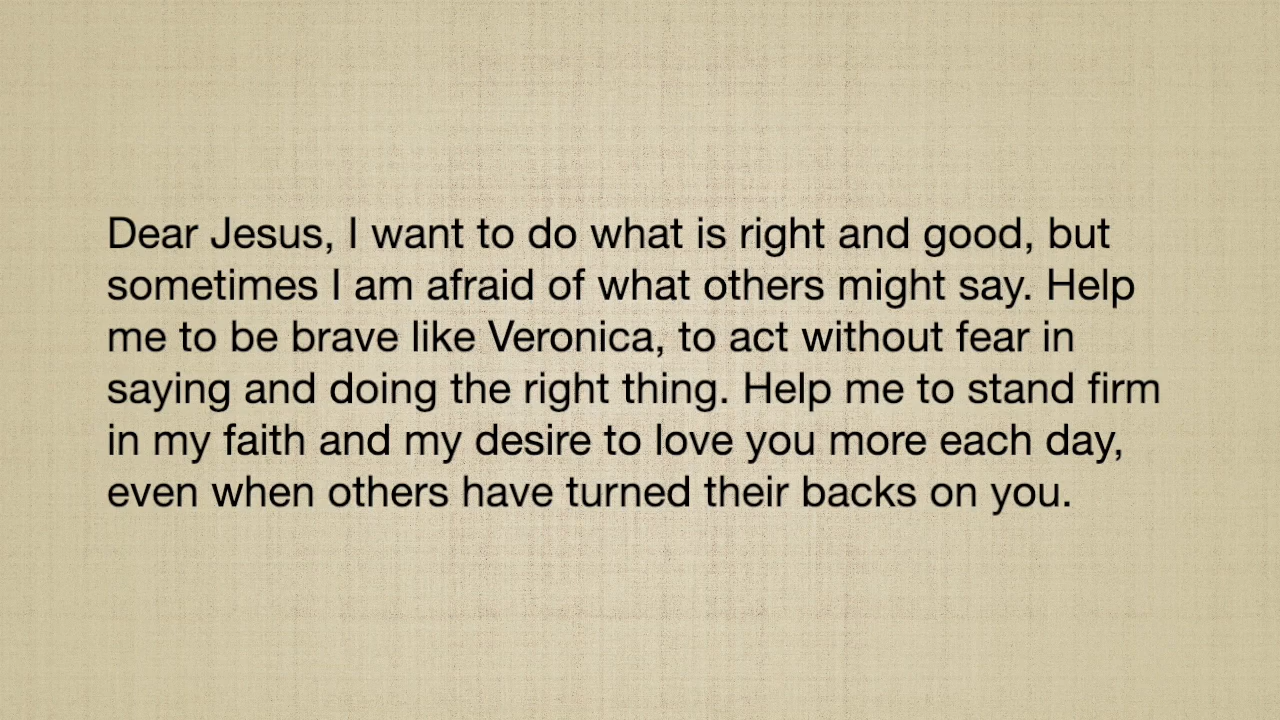 Dear Jesus, I want to do what is right and good, but
sometimes I am afraid of what others might say. Help
me to be brave like Veronica, to act without fear in
saying and doing the right thing. Help me to stand firm
in my faith and my desire to love you more each day,
even when others have turned their backs on you.